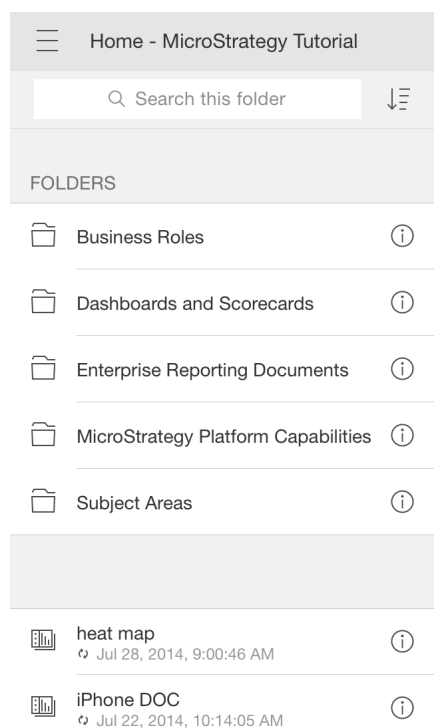 Home - MicroStrategy Tutorial
Search this folder
FOLDERS
Business Roles
Dashboards and Scorecards
Enterprise Reporting Documents
MicroStrategy Platform Capabilities
Subject Areas
heat map
Jul 28, 2014, 9:00:46 AM
iPhone DOC
Jul 22, 2014, 10:14:05 AM